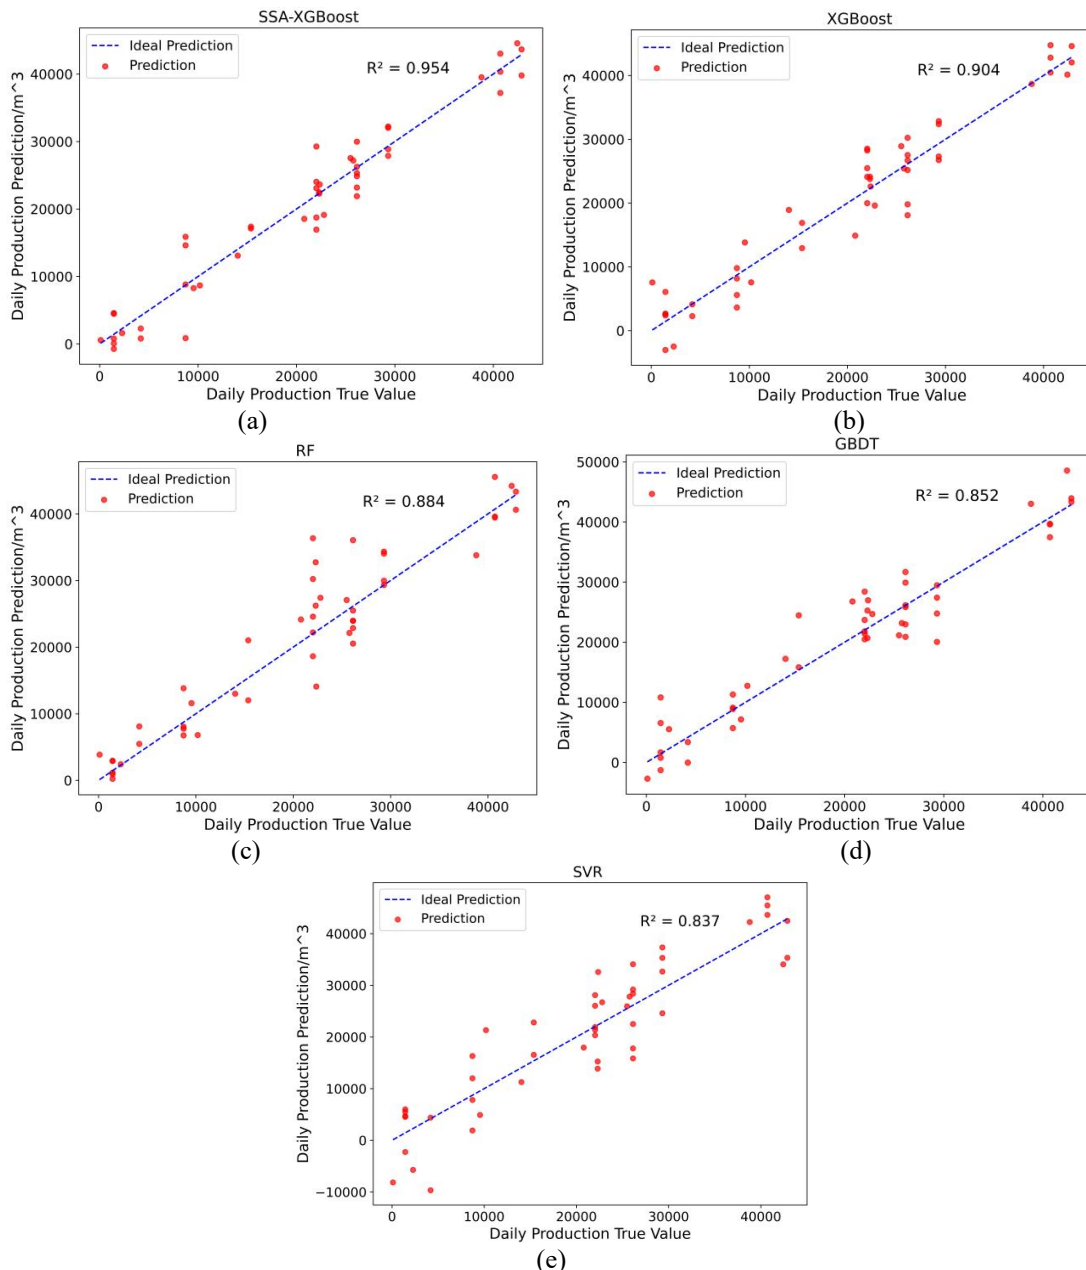 SSA-XGBoost
Ideal Prediction
Prediction
R² = 0.954
Daily Production Prediction/m^3
40000
30000
20000
10000
0
0 10000 20000 30000 40000
Daily Production True Value
(a)
XGBoost
Ideal Prediction
Prediction
R² = 0.904
Daily Production Prediction/m^3
40000
30000
20000
10000
0
0 10000 20000 30000 40000
Daily Production True Value
(b)
RF
Ideal Prediction
Prediction
R² = 0.884
Daily Production Prediction/m^3
40000
30000
20000
10000
0
0 10000 20000 30000 40000
Daily Production True Value
(c)
GBDT
Ideal Prediction
Prediction
R² = 0.852
Daily Production Prediction/m^3
50000
40000
30000
20000
10000
0
0 10000 20000 30000 40000
Daily Production True Value
(d)
SVR
Ideal Prediction
Prediction
R² = 0.837
Daily Production Prediction/m^3
40000
30000
20000
10000
0
−10000
0 10000 20000 30000 40000
Daily Production True Value
(e)